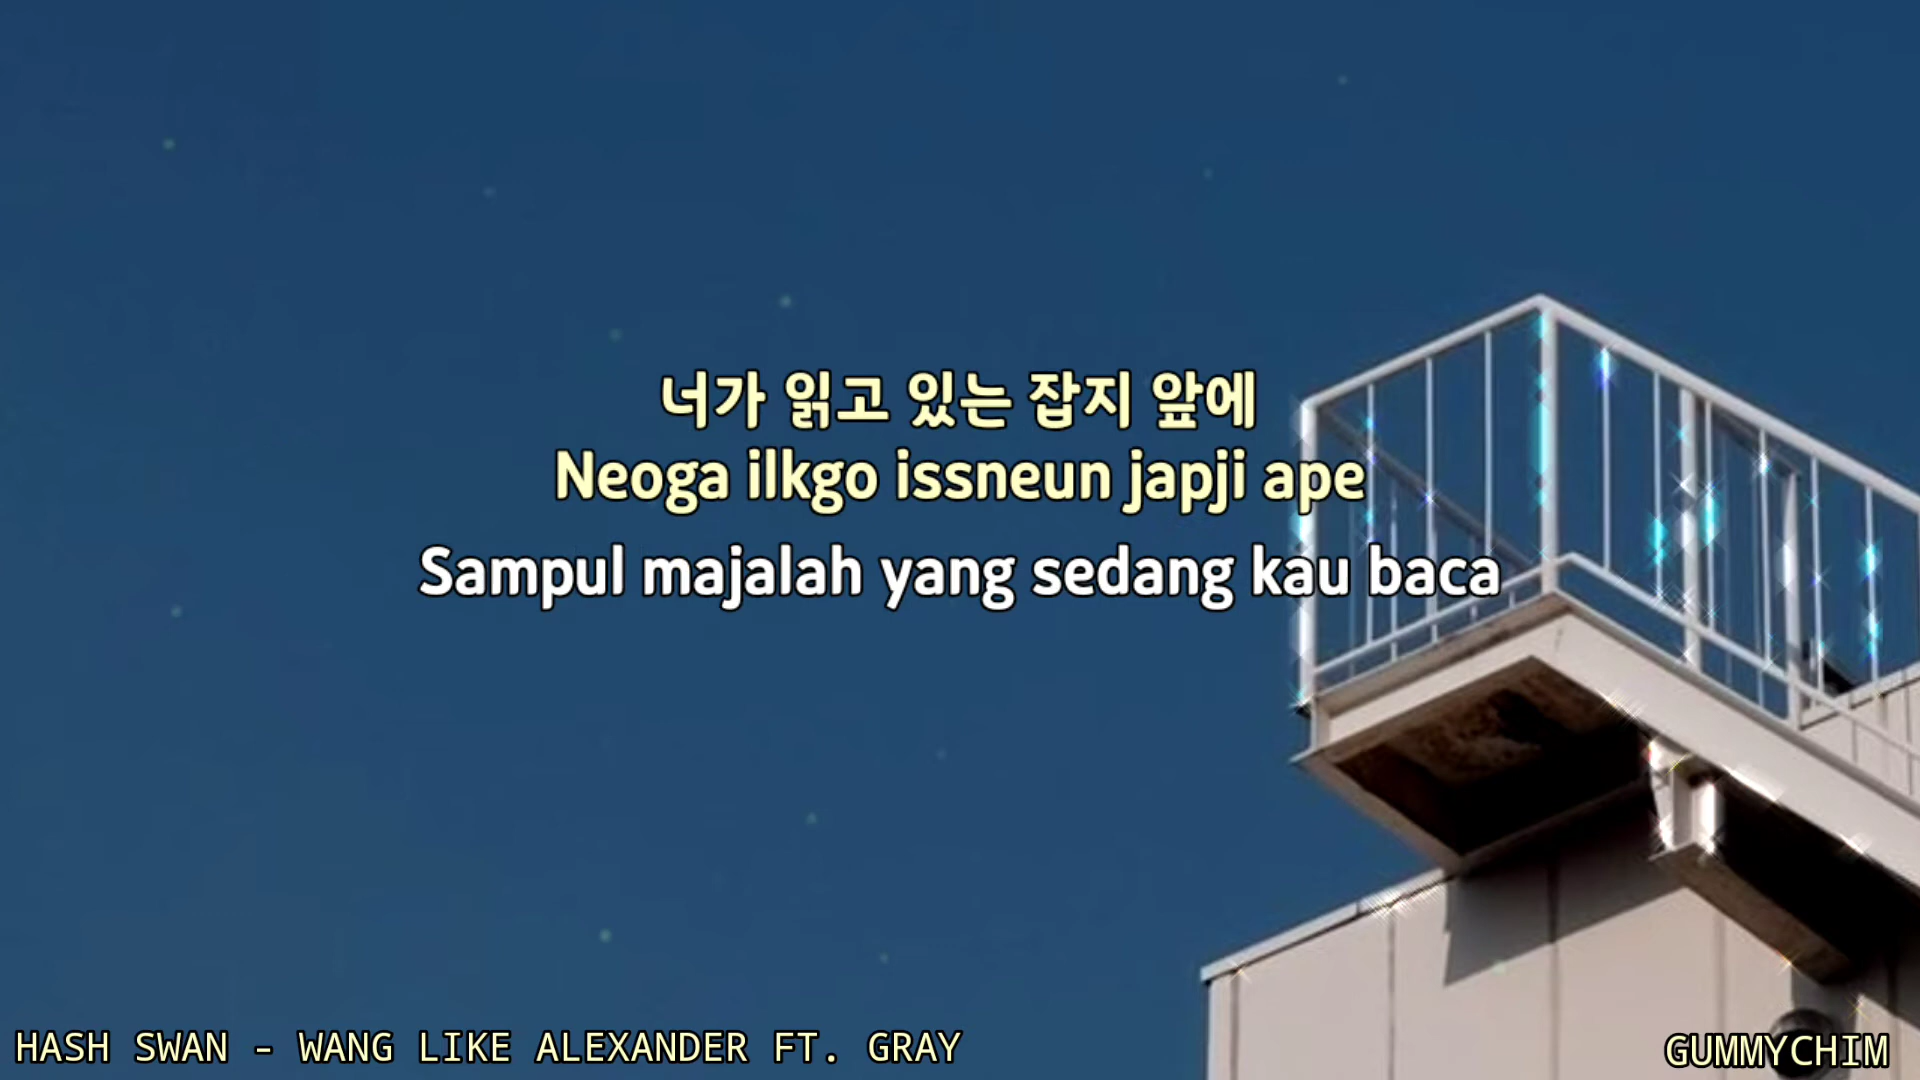 너가 읽고 있는 잡지 앞에
Neoga ilkgo issneun japji ape
Sampul majalah yang sedang kau baca
HASH SWAN - WANG LIKE ALEXANDER FT. GRAY
GUMMYCHIM